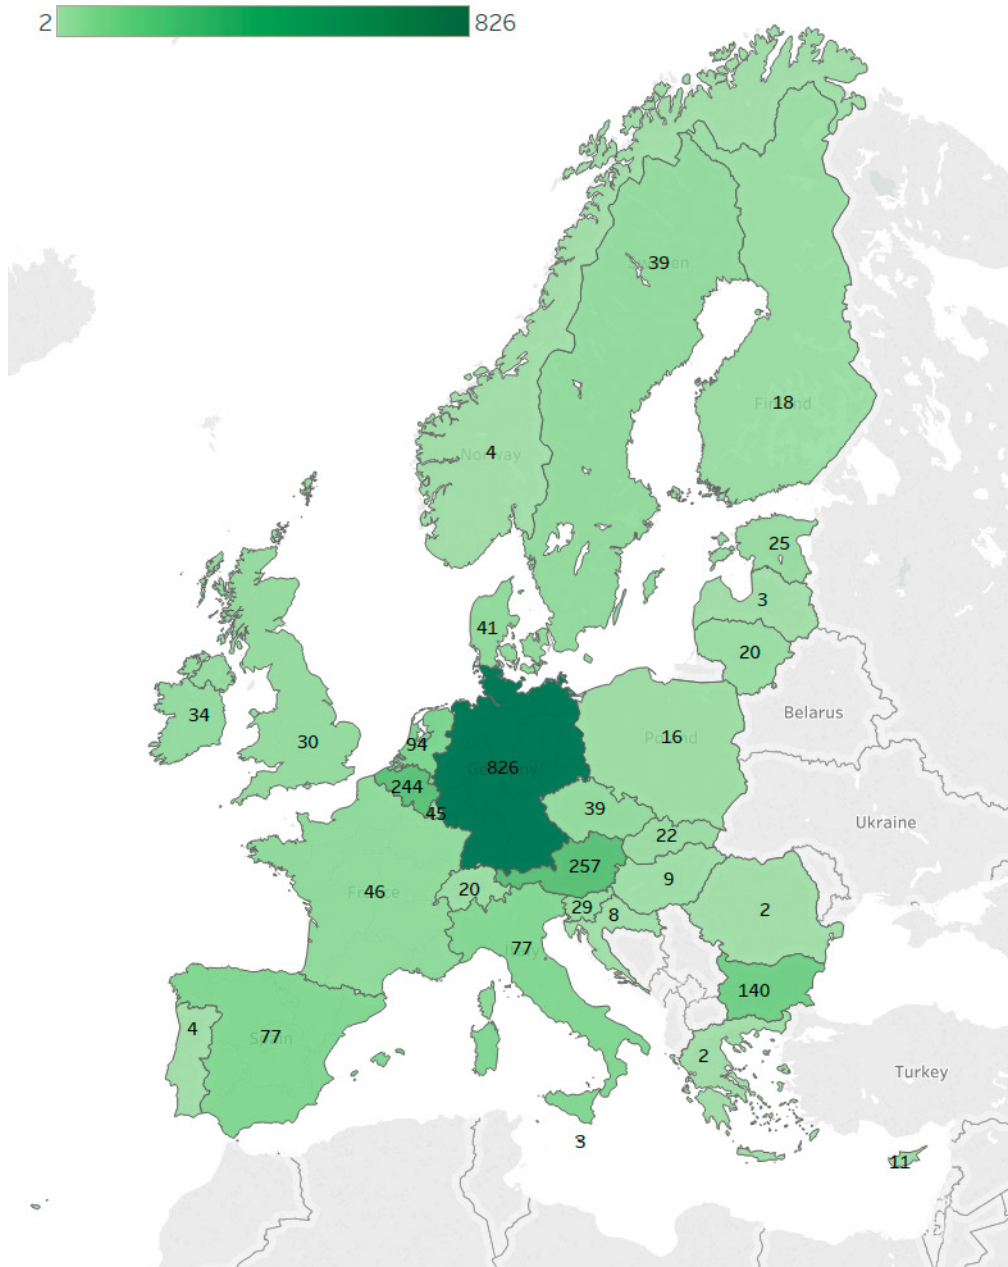 2 826
39
Sweden
18
Finland
4
Norway
25
3
41
20
34
Belarus
30
94
16
Poland
826
Germany
244
39
45
Ukraine
22
257
9
20
46
France
29
8
2
77
Italy
140
4
77
Spain
2
Turkey
3
11